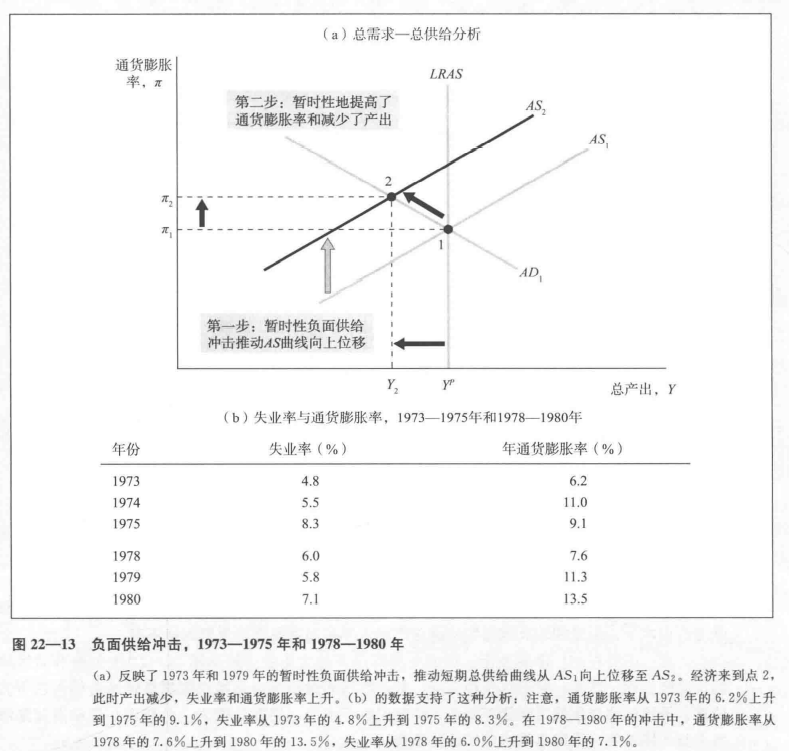 （a）总需求—总供给分析
通货膨胀
率，π
LRAS
第二步：暂时性地提高了
通货膨胀率和减少了产出
AS₂
AS₁
2
π₂
π₁
1
AD₁
第一步：暂时性负面供给
冲击推动AS曲线向上位移
Y₂ Yᴾ
总产出，Y
（b）失业率与通货膨胀率，1973—1975年和1978—1980年
年份 失业率（%） 年通货膨胀率（%）
1973 4.8 6.2
1974 5.5 11.0
1975 8.3 9.1
1978 6.0 7.6
1979 5.8 11.3
1980 7.1 13.5
图 22—13 负面供给冲击，1973—1975 年和 1978—1980 年
(a) 反映了 1973 年和 1979 年的暂时性负面供给冲击，推动短期总供给曲线从 AS₁ 向上位移至 AS₂。经济来到点 2，
此时产出减少，失业率和通货膨胀率上升。(b) 的数据支持了这种分析：注意，通货膨胀率从 1973 年的 6.2%上升
到 1975 年的 9.1%，失业率从 1973 年的 4.8%上升到 1975 年的 8.3%。在 1978—1980 年的冲击中，通货膨胀率从
1978 年的 7.6%上升到 1980 年的 13.5%，失业率从 1978 年的 6.0%上升到 1980 年的 7.1%。